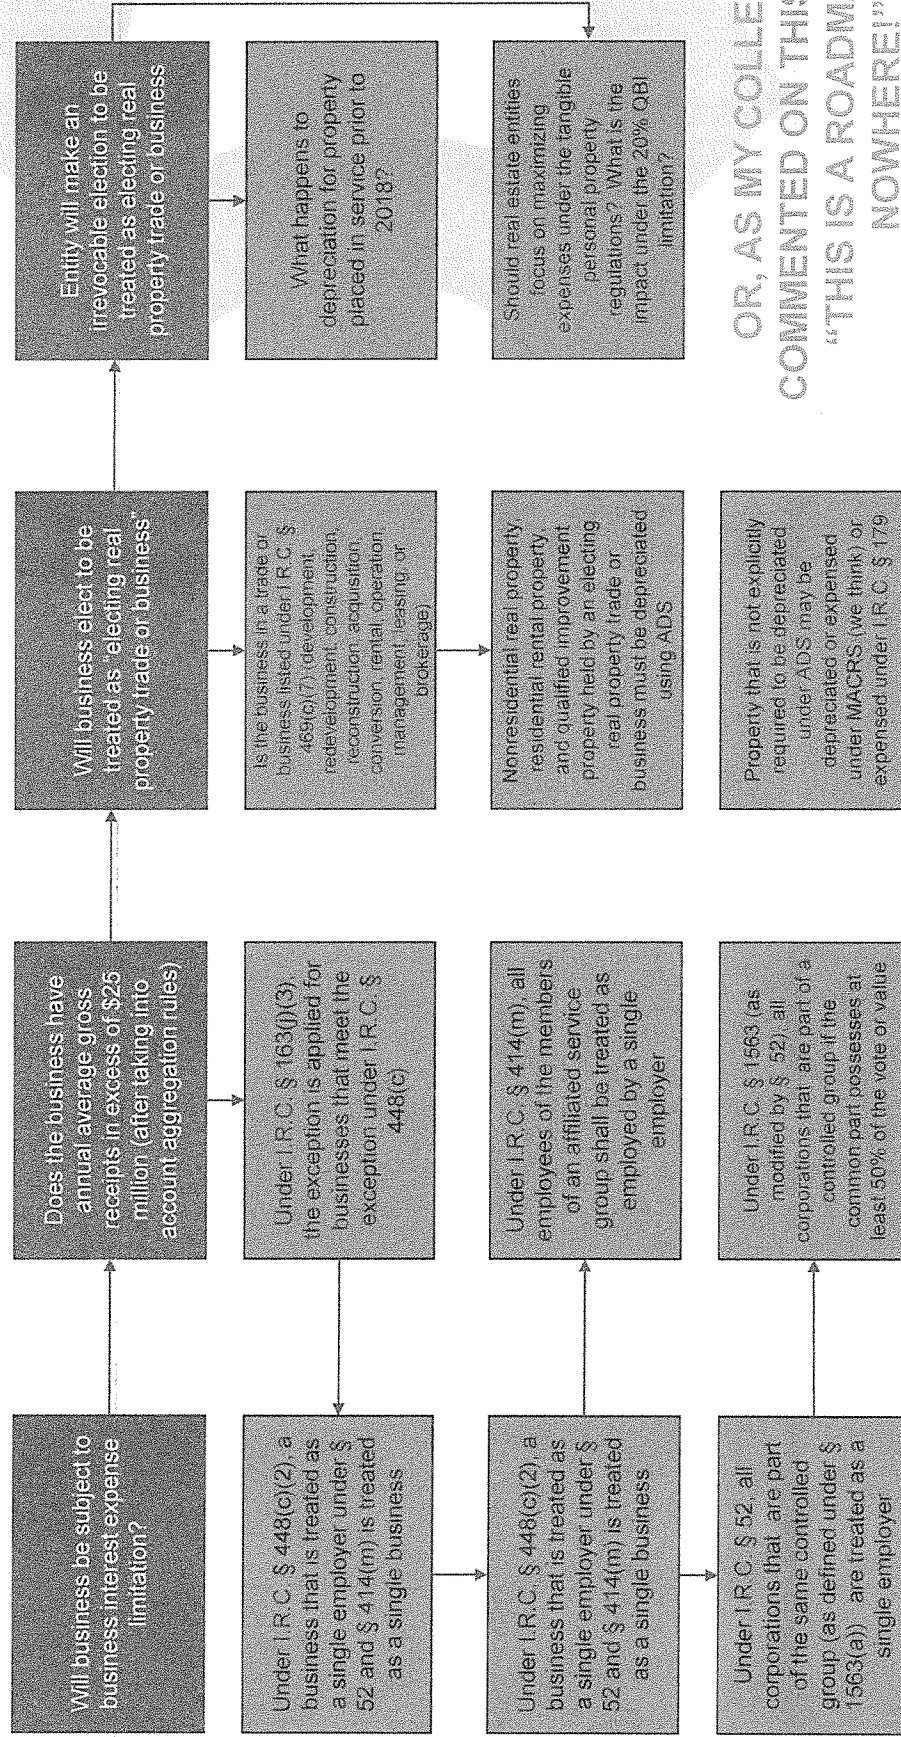 Will business be subject to
business interest expense
limitation?
Does the business have
annual average gross
receipts in excess of $25
million (after taking into
account aggregation rules)
Will business elect to be
treated as "electing real
property trade or business"
Entity will make an
irrevocable election to be
treated as electing real
property trade or business
Under I.R.C. § 448(c)(2), a
business that is treated as
a single employer under §
52 and § 414(m) is treated
as a single business
Under I.R.C. § 163(j)(3),
the exception is applied for
businesses that meet the
exception under I.R.C. §
448(c)
Is the business in a trade or
business listed under I.R.C. §
469(c)(7) development
redevelopment, construction,
reconstruction acquisition
conversion, rental operation
management, leasing, or
brokerage)
What happens to
depreciation for property
placed in service prior to
2018?
Under I.R.C. § 448(c)(2), a
business that is treated as
a single employer under §
52 and § 414(m) is treated
as a single business
Under I.R.C. § 414(m), all
employees of the members
of an affiliated service
group shall be treated as
employed by a single
employer
Nonresidential real property
residential rental property,
and qualified improvement
property held by an electing
real property trade or
business must be depreciated
using ADS
Should real estate entities
focus on maximizing
expenses under the tangible
personal property
regulations? What is the
impact under the 20% QBI
limitation?
Under I.R.C. § 52, all
corporations that are part
of the same controlled
group (as defined under §
1563(a)) are treated as a
single employer
Under I.R.C. § 1563 (as
modified by § 52, all
corporations that are part of a
controlled group if the
common part possesses at
least 50% of the vote or value
Property that is not explicitly
required to be depreciated
under ADS may be
depreciated or expensed
under MACRS (we think) or
expensed under I.R.C. § 179
OR, AS MY COLLE
COMMENTED ON THIS
"THIS IS A ROADM
NOWHERE!"